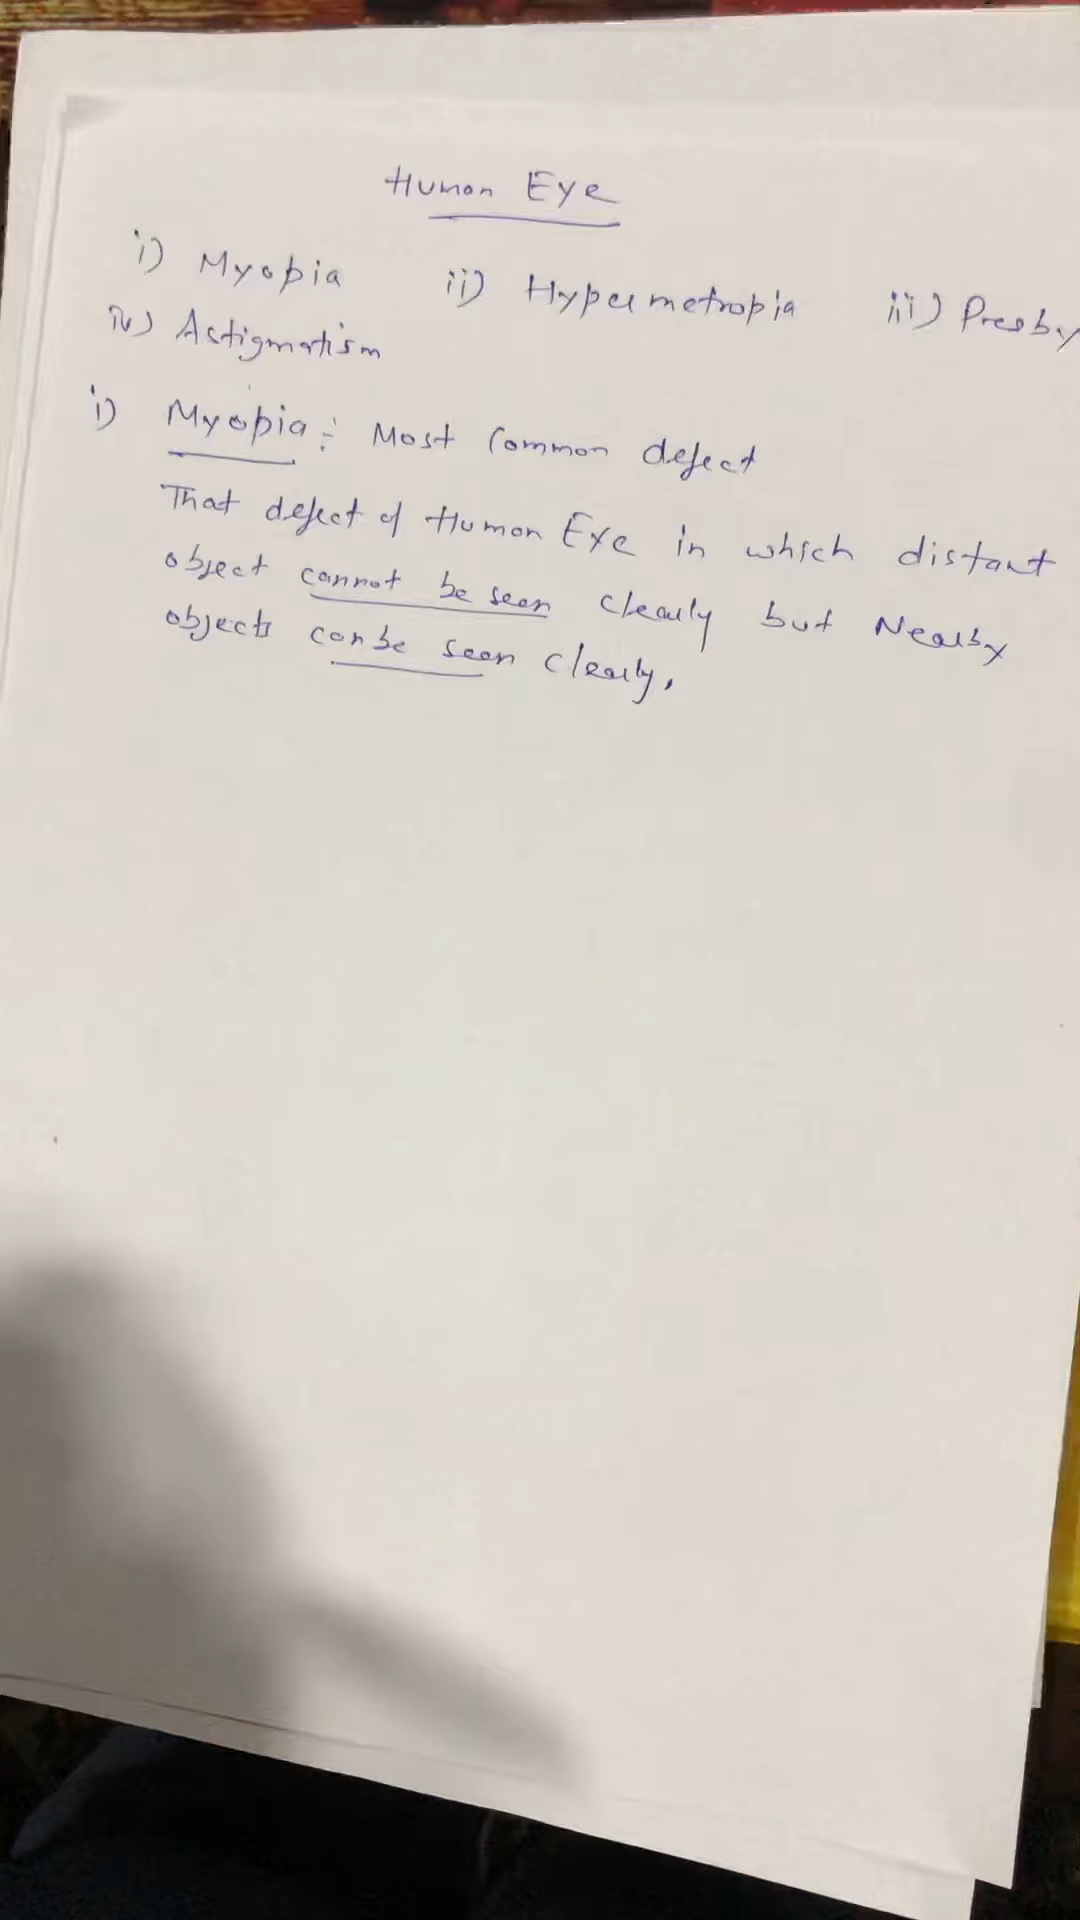 Human Eye
i) Myopia ii) Hypermetropia iii) Presby
iv) Astigmatism
i) Myopia :- Most Common defect
That defect of Human Eye in which distant
object cannot be seen clearly but Nearby
objects can be seen clearly.